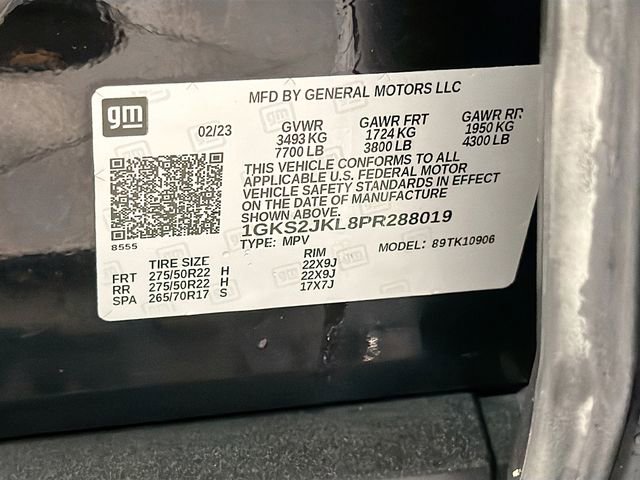 gm
MFD BY GENERAL MOTORS LLC
02/23 GVWR GAWR FRT GAWR RR
3493 KG 1724 KG 1950 KG
7700 LB 3800 LB 4300 LB
THIS VEHICLE CONFORMS TO ALL
APPLICABLE U.S. FEDERAL MOTOR
VEHICLE SAFETY STANDARDS IN EFFECT
ON THE DATE OF MANUFACTURE
SHOWN ABOVE.
1GKS2JKL8PR288019
8555
TYPE: MPV MODEL: 89TK10906
TIRE SIZE RIM
FRT 275/50R22 H 22X9J
RR 275/50R22 H 22X9J
SPA 265/70R17 S 17X7J